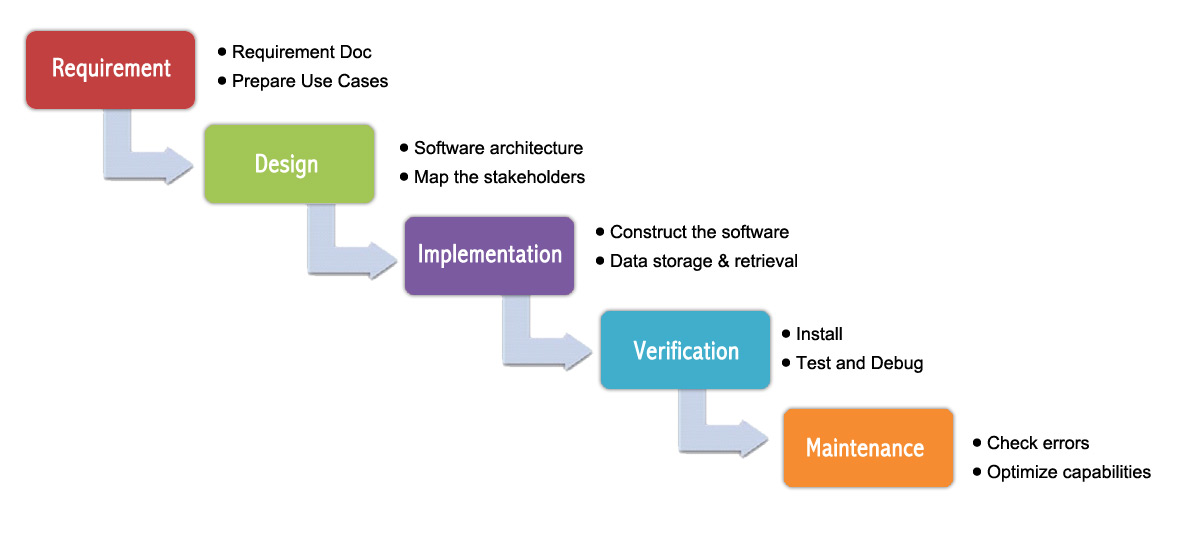 Requirement
• Requirement Doc
• Prepare Use Cases
Design
• Software architecture
• Map the stakeholders
Implementation
• Construct the software
• Data storage & retrieval
Verification
• Install
• Test and Debug
Maintenance
• Check errors
• Optimize capabilities